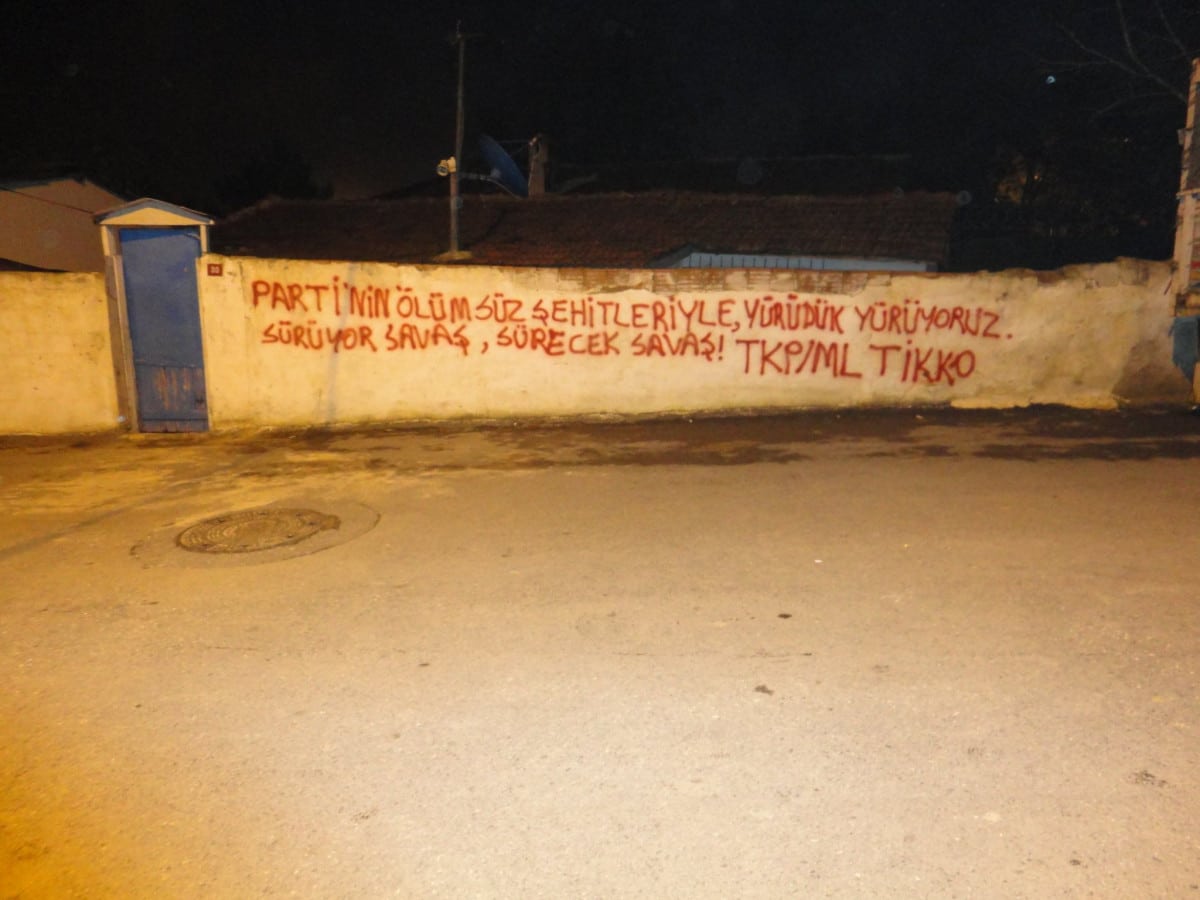 PARTİ'NİN ÖLÜMSÜZ ŞEHİTLERİYLE, YÜRÜDÜK YÜRÜYORUZ.
SÜRÜYOR SAVAŞ, SÜRECEK SAVAŞ! TKP/ML TİKKO